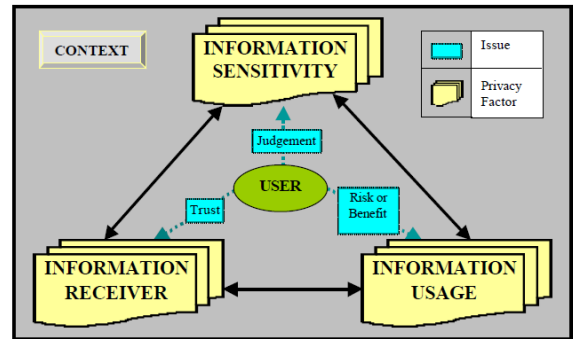 CONTEXT
INFORMATION
SENSITIVITY
Issue
Privacy
Factor
Judgement
USER
Trust
Risk or
Benefit
INFORMATION
RECEIVER
INFORMATION
USAGE